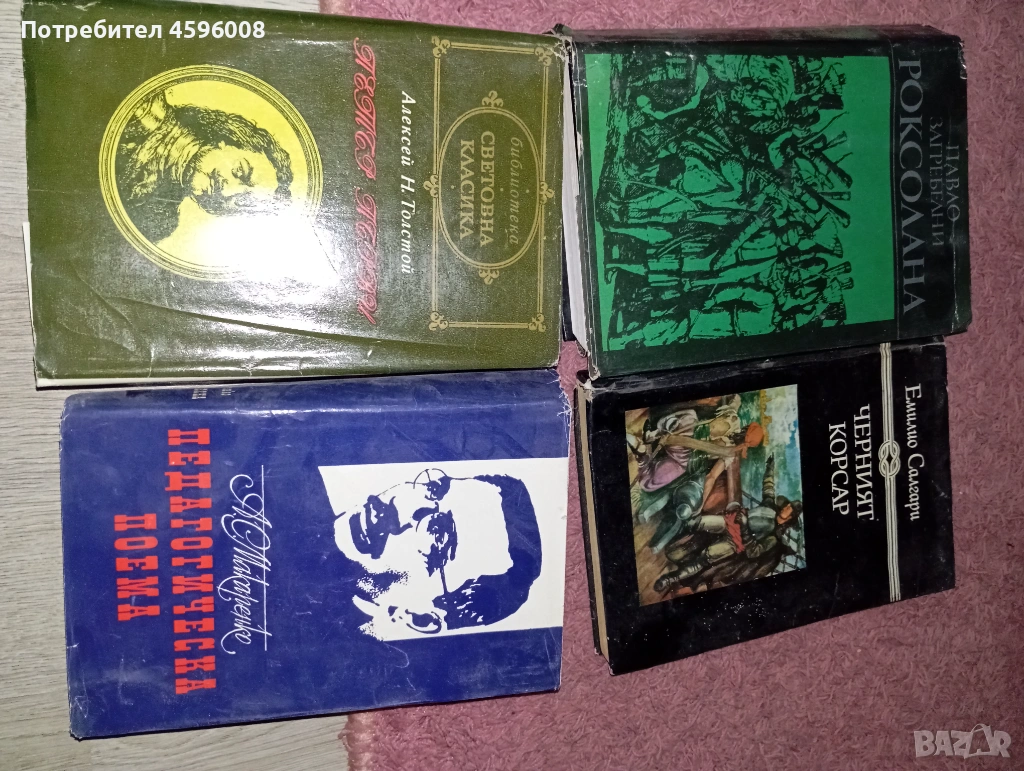 Потребител 4596008
библиотека
СВЕТОВНА
КЛАСИКА
Алексей Н. Толстой
ПЕТЪР ПЪРВИ
ПАВЛО
ЗАГРЕБЕЛНИ
РОКСОЛАНА
А. Макаренко
ПЕДАГОГИЧЕСКА
ПОЕМА
Емилио Салгари
ЧЕРНИЯТ
КОРСАР
BAZAR